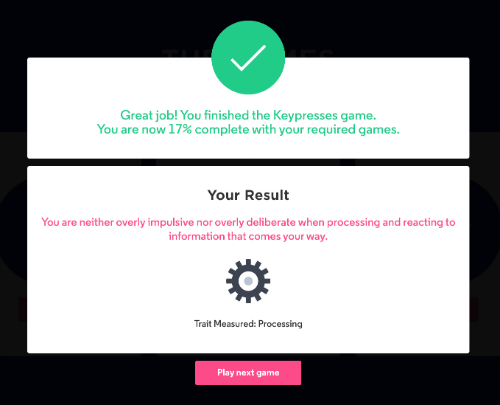 Great job! You finished the Keypresses game.
You are now 17% complete with your required games.
Your Result
You are neither overly impulsive nor overly deliberate when processing and reacting to
information that comes your way.
Trait Measured: Processing
Play next game